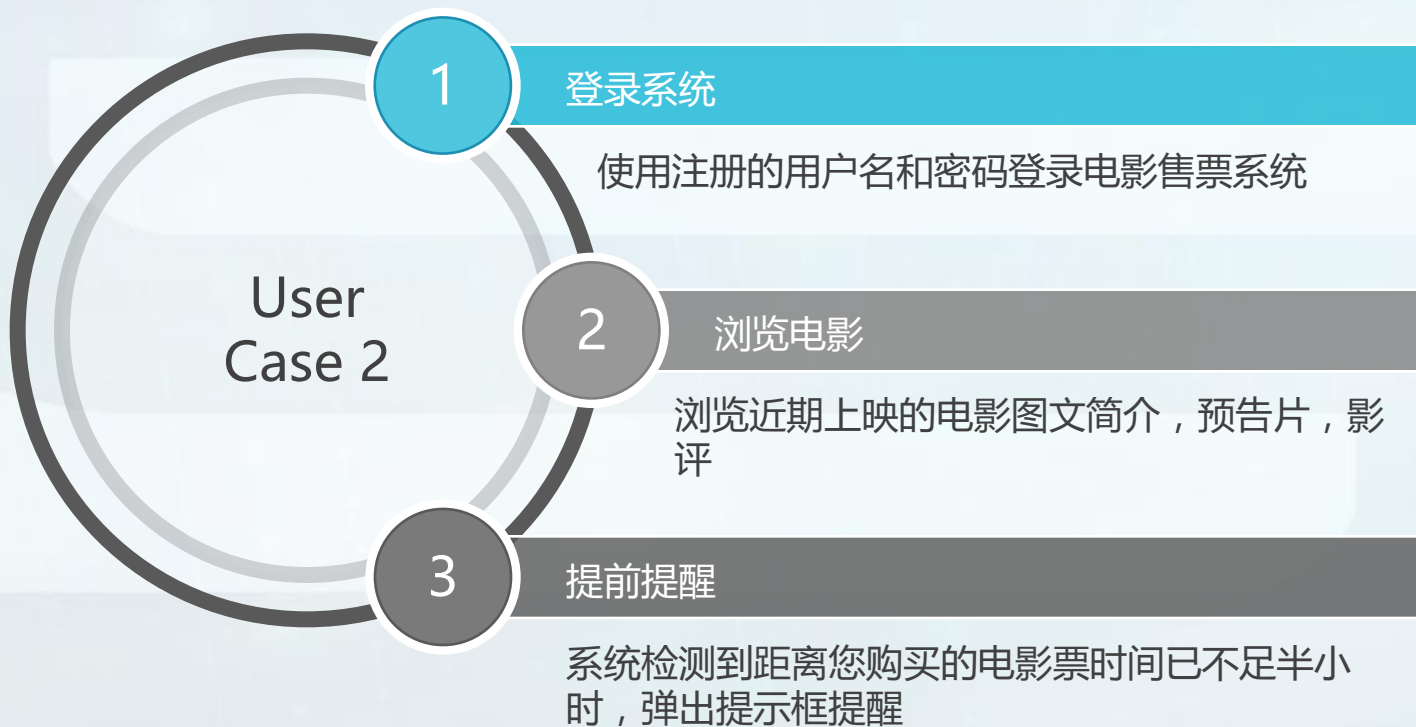 User
Case 2
1
登录系统
使用注册的用户名和密码登录电影售票系统
2
浏览电影
浏览近期上映的电影图文简介，预告片，影
评
3
提前提醒
系统检测到距离您购买的电影票时间已不足半小
时，弹出提示框提醒